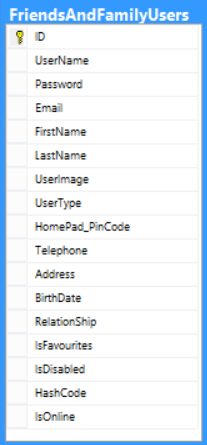 FriendsAndFamilyUsers
ID
UserName
Password
Email
FirstName
LastName
UserImage
UserType
HomePad_PinCode
Telephone
Address
BirthDate
RelationShip
IsFavourites
IsDisabled
HashCode
IsOnline